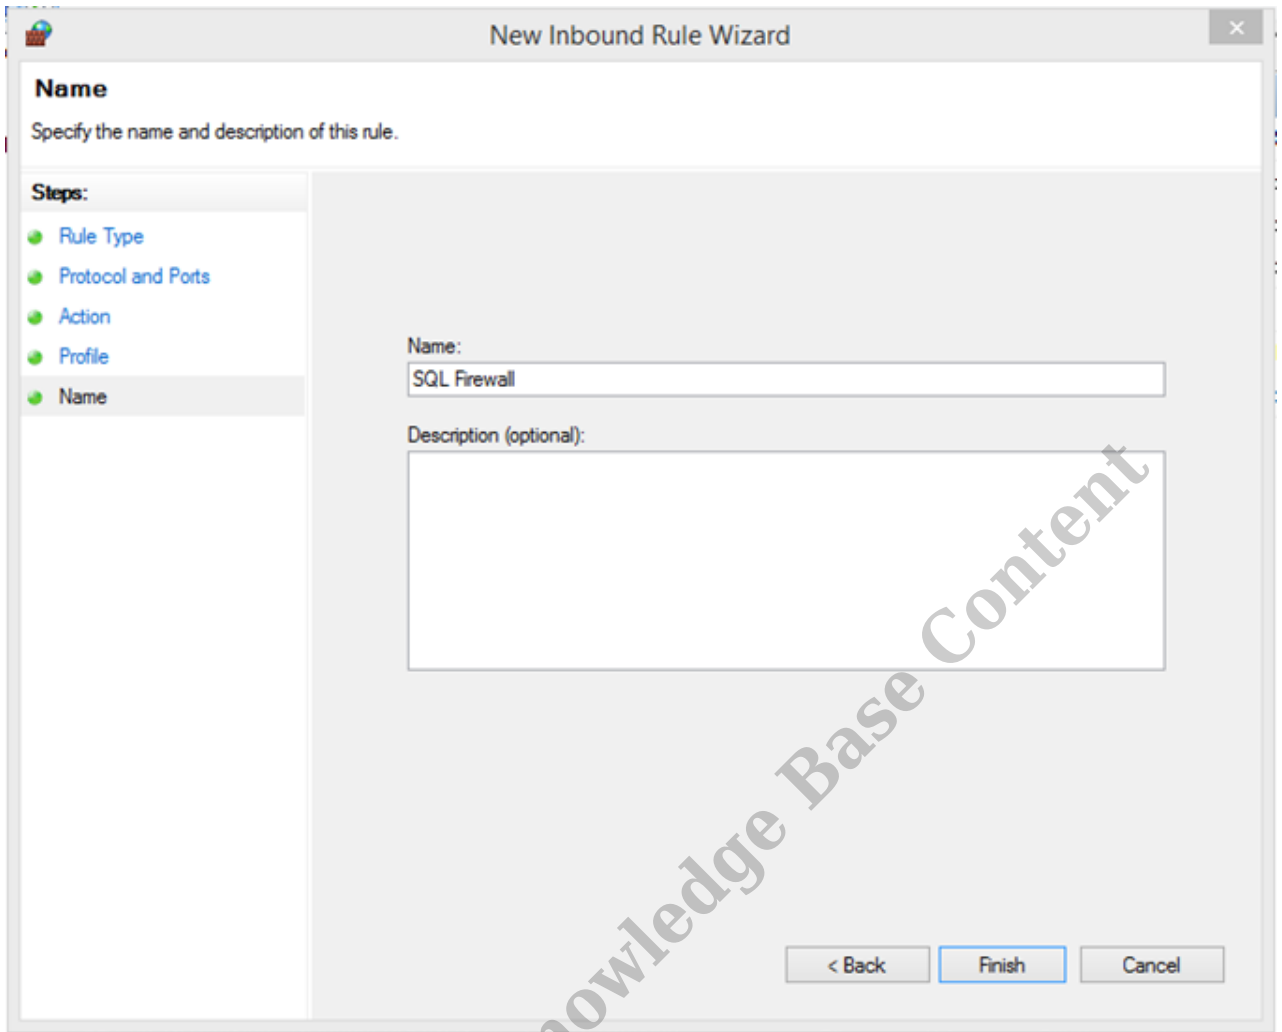 New Inbound Rule Wizard
Name
Specify the name and description of this rule.
Steps:
Rule Type
Protocol and Ports
Action
Profile
Name
Name:
SQL Firewall
Description (optional):
< Back
Finish
Cancel
Base Content